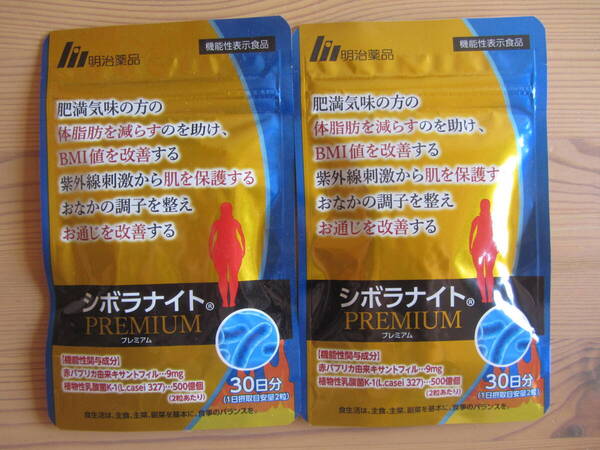 明治薬品
機能性表示食品
肥満気味の方の
体脂肪を減らすのを助け、
BMI値を改善する
紫外線刺激から肌を保護する
おなかの調子を整え
お通じを改善する
シボラナイト®
PREMIUM
プレミアム
【機能性関与成分】
赤パプリカ由来キサントフィル…9mg
植物性乳酸菌K-1(L.casei 327)…500億個
(2粒あたり)
30日分
(1日摂取目安量2粒)
食生活は、主食、主菜、副菜を基本に、食事のバランスを。
明治薬品
機能性表示食品
肥満気味の方の
体脂肪を減らすのを助け、
BMI値を改善する
紫外線刺激から肌を保護す
おなかの調子を整え
お通じを改善する
シボラナイト®
PREMIUM
プレミアム
【機能性関与成分】
赤パプリカ由来キサントフィル…9mg
植物性乳酸菌K-1(L.casei 327)…500億個
(2粒あたり)
30日分
(1日摂取目安量2粒)
食生活は、主食、主菜、副菜を基本に、食事のバランスを。